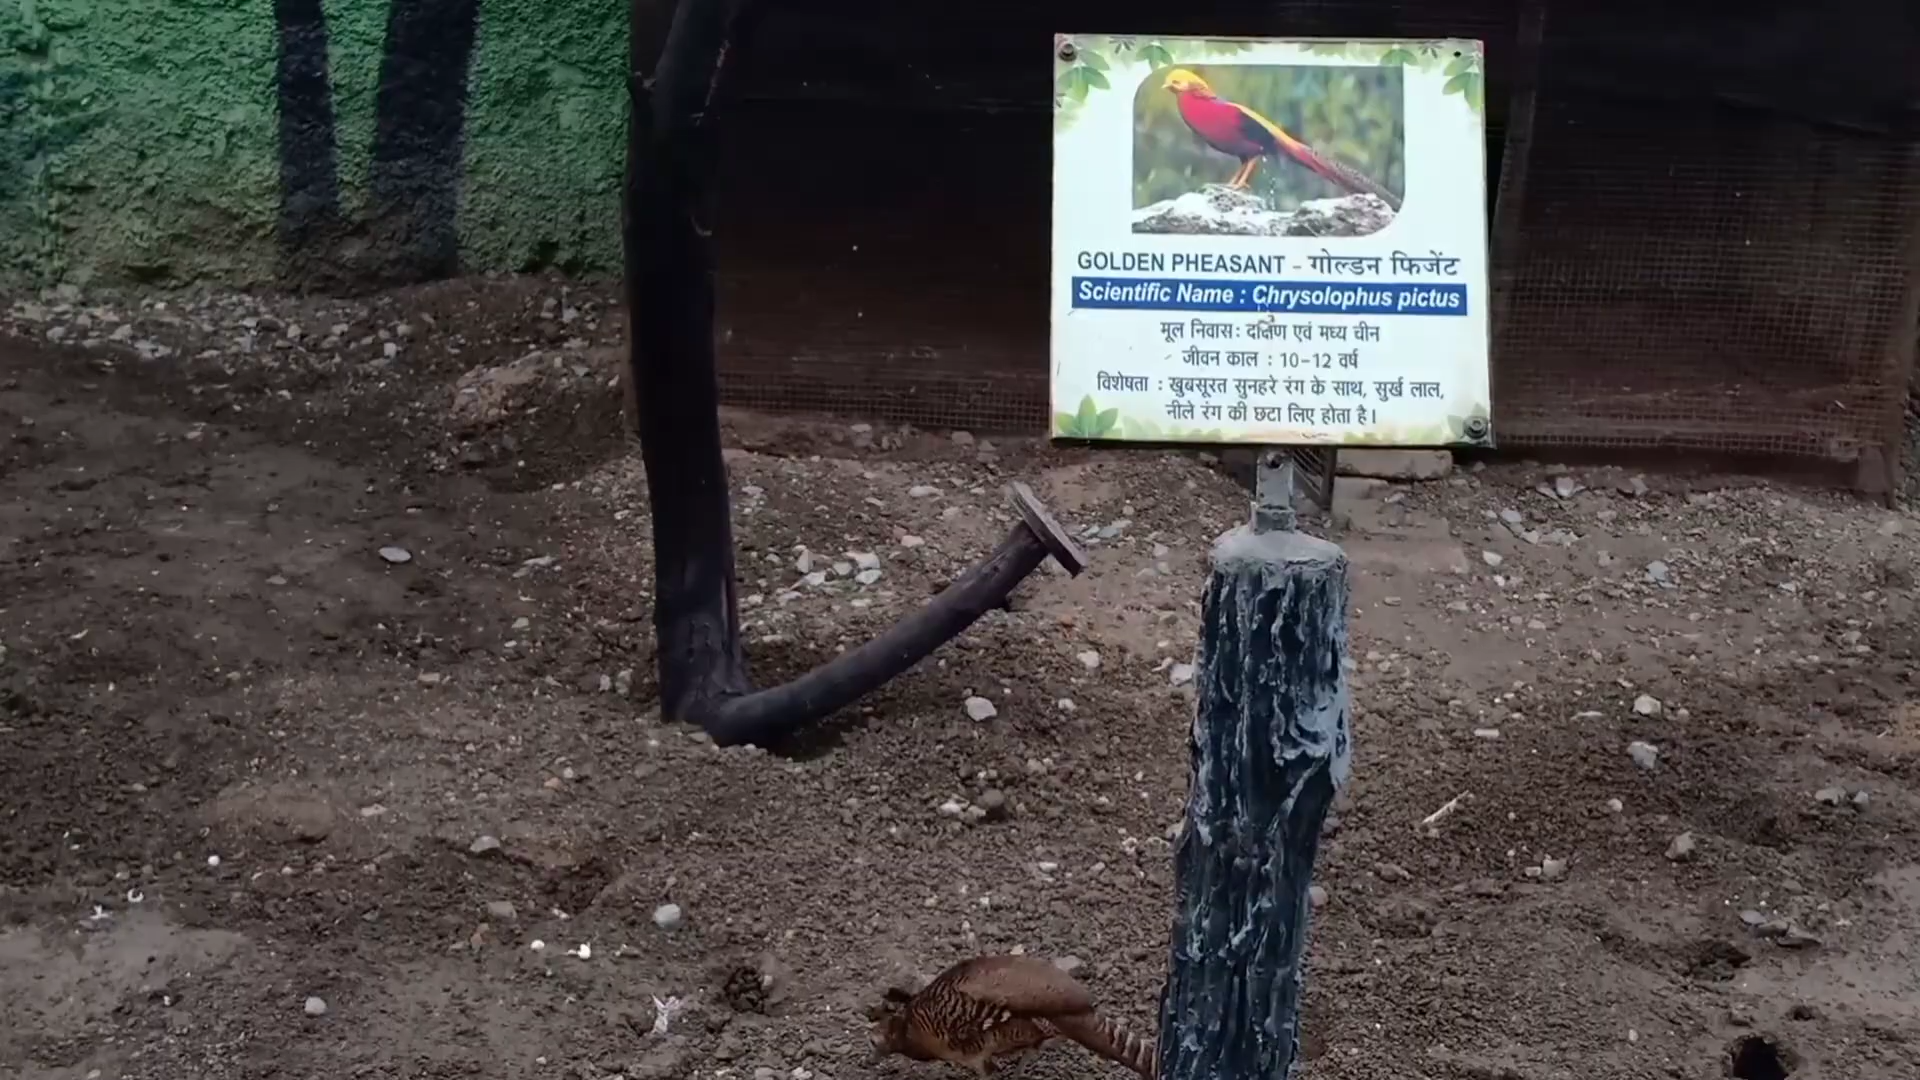 GOLDEN PHEASANT - गोल्डन फिजेंट
Scientific Name : Chrysolophus pictus
मूल निवास: दक्षिण एवं मध्य चीन
जीवन काल : 10-12 वर्ष
विशेषता : खुबसूरत सुनहरे रंग के साथ, सुर्ख लाल,
नीले रंग की छटा लिए होता है।